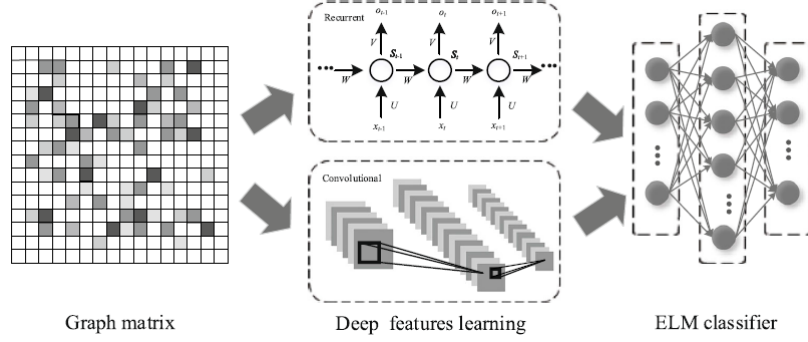 Recurrent
o_{t-1} o_t o_{t+1}
V S_{t-1} V S_t V S_{t+1}
W W W W
U U U
x_{t-1} x_t x_{t+1}
Convolutional
Graph matrix
Deep features learning
ELM classifier